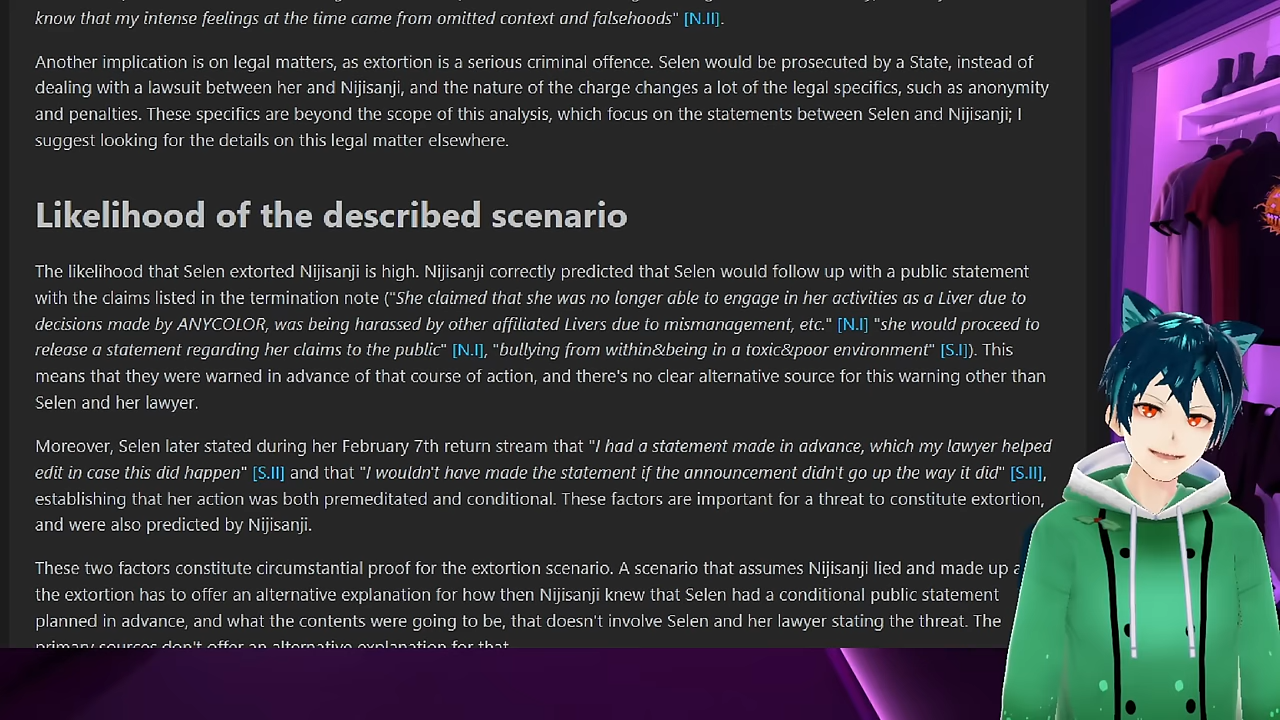 know that my intense feelings at the time came from omitted context and falsehoods" [N.II].
Another implication is on legal matters, as extortion is a serious criminal offence. Selen would be prosecuted by a State, instead of
dealing with a lawsuit between her and Nijisanji, and the nature of the charge changes a lot of the legal specifics, such as anonymity
and penalties. These specifics are beyond the scope of this analysis, which focus on the statements between Selen and Nijisanji; I
suggest looking for the details on this legal matter elsewhere.
Likelihood of the described scenario
The likelihood that Selen extorted Nijisanji is high. Nijisanji correctly predicted that Selen would follow up with a public statement
with the claims listed in the termination note ("She claimed that she was no longer able to engage in her activities as a Liver due to
decisions made by ANYCOLOR, was being harassed by other affiliated Livers due to mismanagement, etc." [N.I] "she would proceed to
release a statement regarding her claims to the public" [N.I], "bullying from within&being in a toxic&poor environment" [S.I]). This
means that they were warned in advance of that course of action, and there's no clear alternative source for this warning other than
Selen and her lawyer.
Moreover, Selen later stated during her February 7th return stream that "I had a statement made in advance, which my lawyer helped
edit in case this did happen" [S.II] and that "I wouldn't have made the statement if the announcement didn't go up the way it did" [S.II],
establishing that her action was both premeditated and conditional. These factors are important for a threat to constitute extortion,
and were also predicted by Nijisanji.
These two factors constitute circumstantial proof for the extortion scenario. A scenario that assumes Nijisanji lied and made up
the extortion has to offer an alternative explanation for how then Nijisanji knew that Selen had a conditional public statement
planned in advance, and what the contents were going to be, that doesn't involve Selen and her lawyer stating the threat. The
primary sources don't offer an alternative explanation for that.